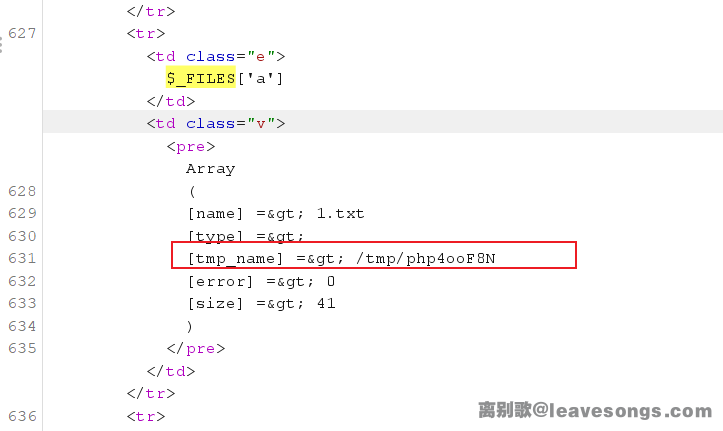 </tr>
627 <tr>
<td class="e">
$_FILES['a']
</td>
<td class="v">
<pre>
Array
628 (
629 [name] =&gt; 1.txt
630 [type] =&gt;
631 [tmp_name] =&gt; /tmp/php4ooF8N
632 [error] =&gt; 0
633 [size] =&gt; 41
634 )
635 </pre>
</td>
</tr>
636 <tr>
离别歌@leavesongs.com